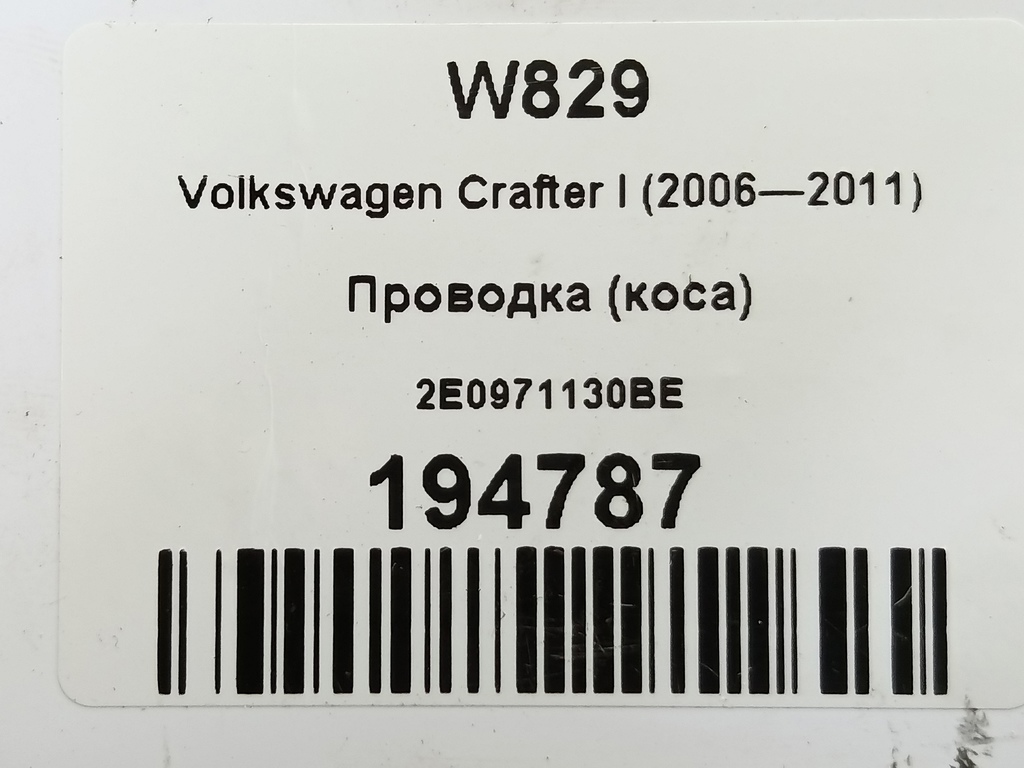 W829
Volkswagen Crafter I (2006—2011)
Проводка (коса)
2E0971130BE
194787